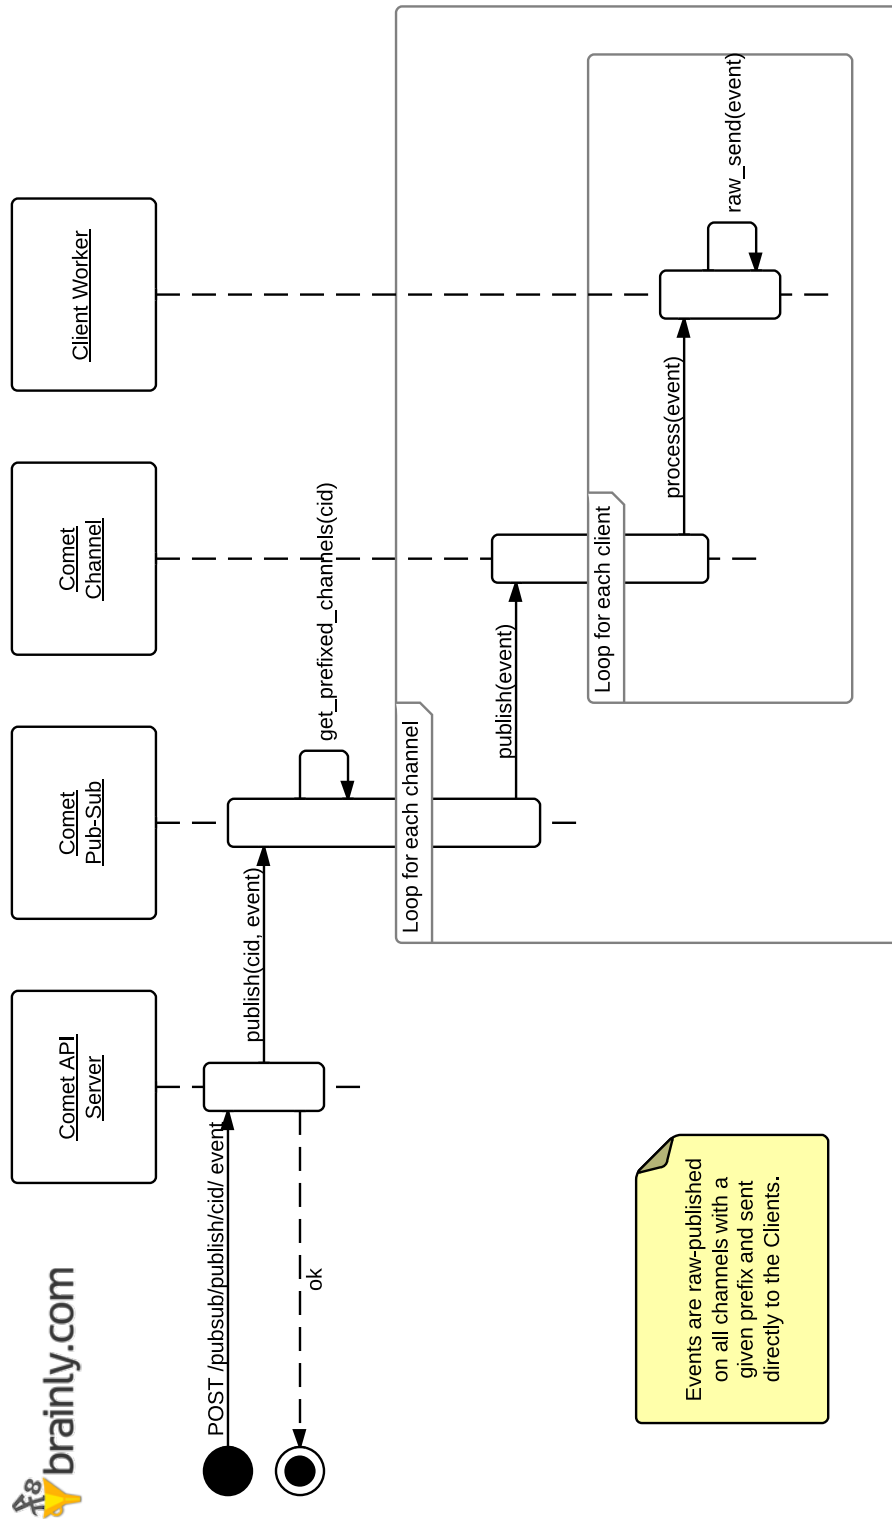 brainly.com
Comet API
Server
Comet
Pub-Sub
Comet
Channel
Client Worker
POST /pubsub/publish/cid/ event
publish(cid, event)
ok
get_prefixed_channels(cid)
Loop for each channel
publish(event)
Loop for each client
process(event)
raw_send(event)
Events are raw-published
on all channels with a
given prefix and sent
directly to the Clients.